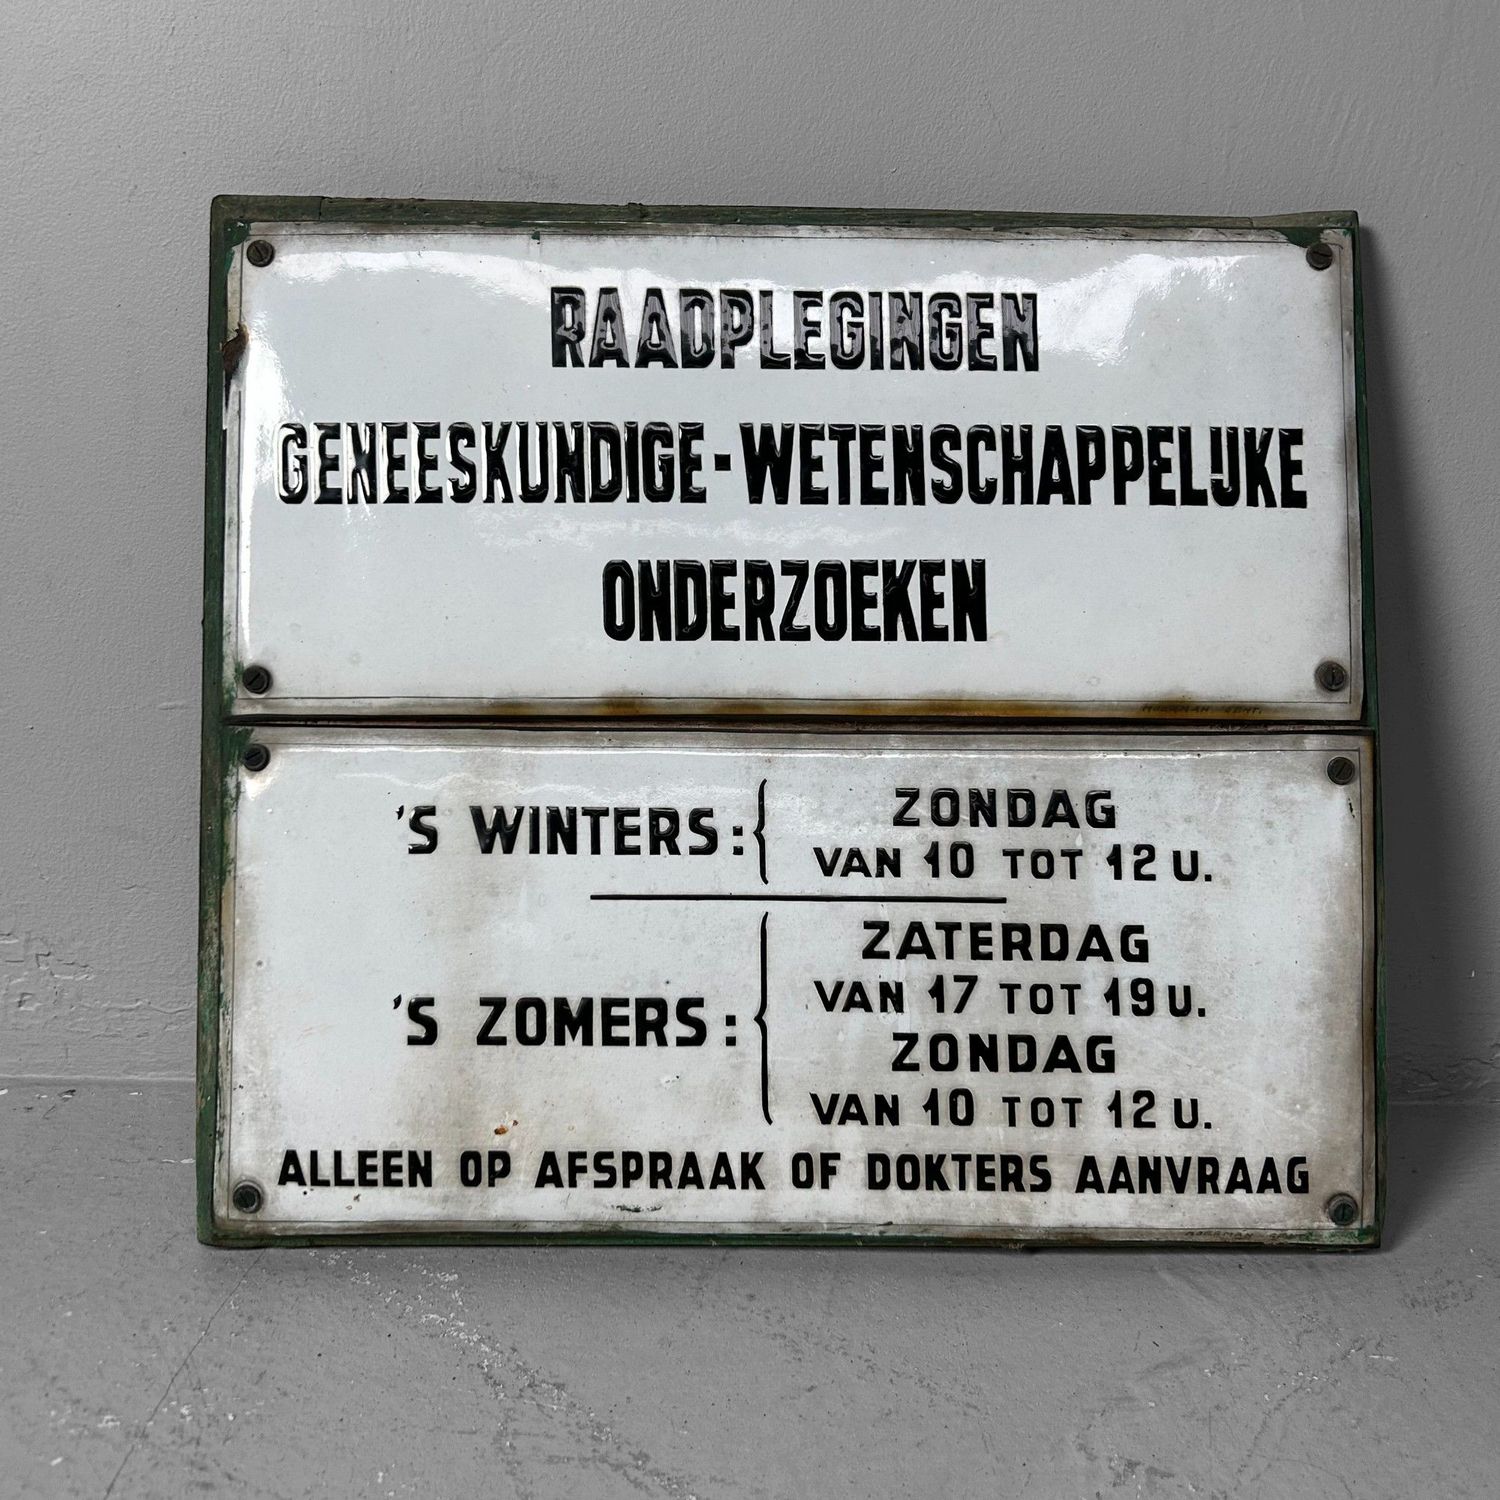 RAADPLEGINGEN
GENEESKUNDIGE-WETENSCHAPPELIJKE
ONDERZOEKEN
'S WINTERS:
ZONDAG
VAN 10 TOT 12 U.
'S ZOMERS:
ZATERDAG
VAN 17 TOT 19 U.
ZONDAG
VAN 10 TOT 12 U.
ALLEEN OP AFSPRAAK OF DOKTERS AANVRAAG